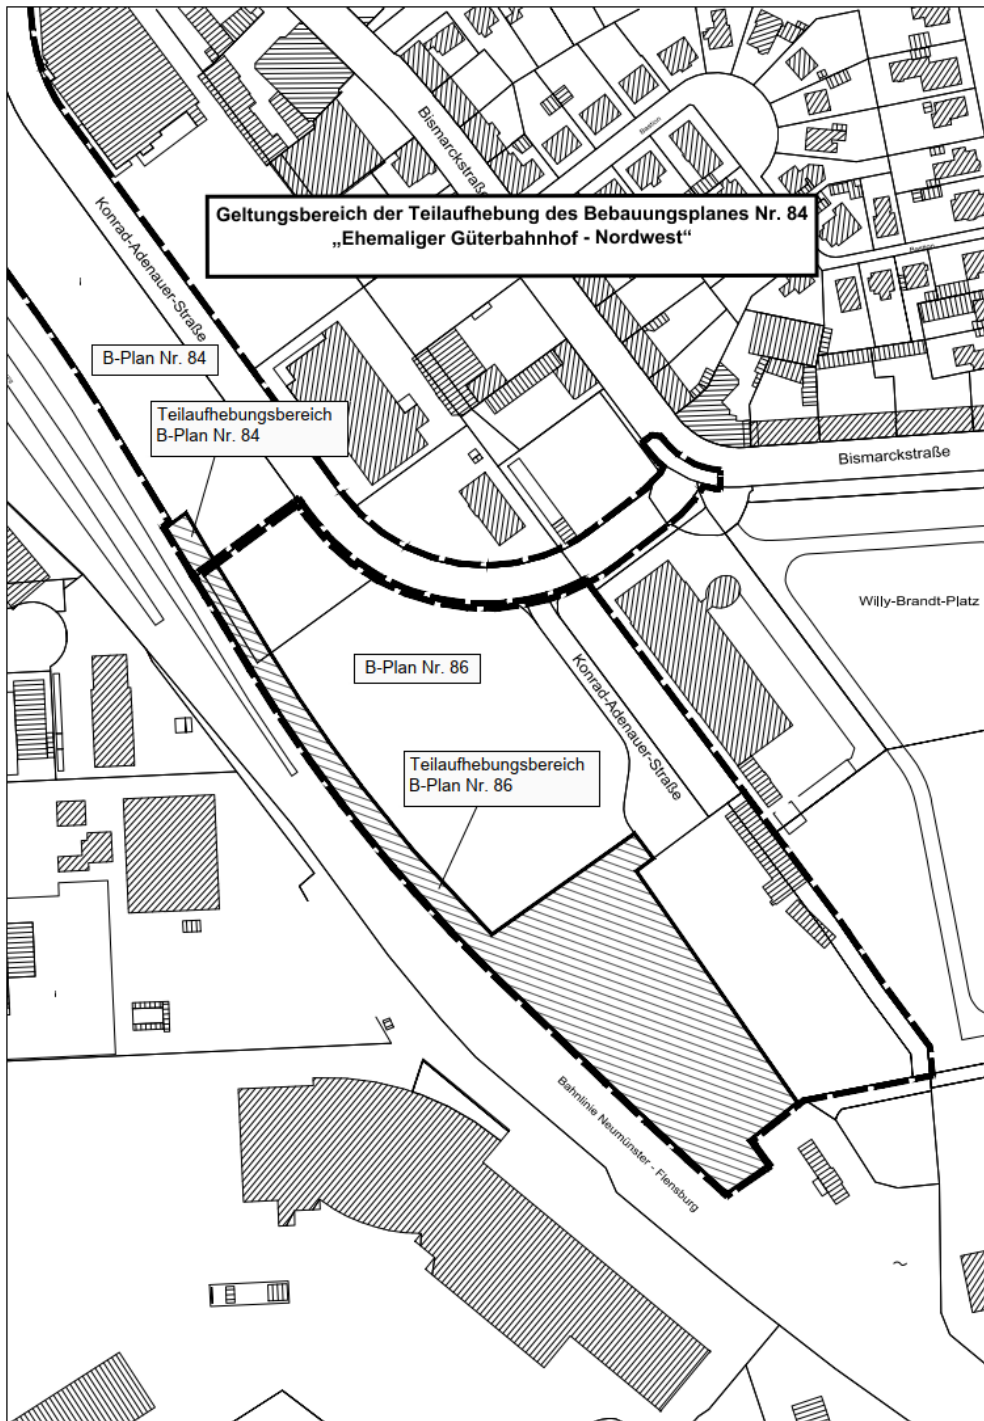 Bismarckstraße
Bastion
Geltungsbereich der Teilaufhebung des Bebauungsplanes Nr. 84
„Ehemaliger Güterbahnhof - Nordwest“
Konrad-Adenauer-Straße
Bastion
B-Plan Nr. 84
Teilaufhebungsbereich
B-Plan Nr. 84
Bismarckstraße
Willy-Brandt-Platz
B-Plan Nr. 86
Konrad-Adenauer-Straße
Teilaufhebungsbereich
B-Plan Nr. 86
Bahnlinie Neumünster - Flensburg